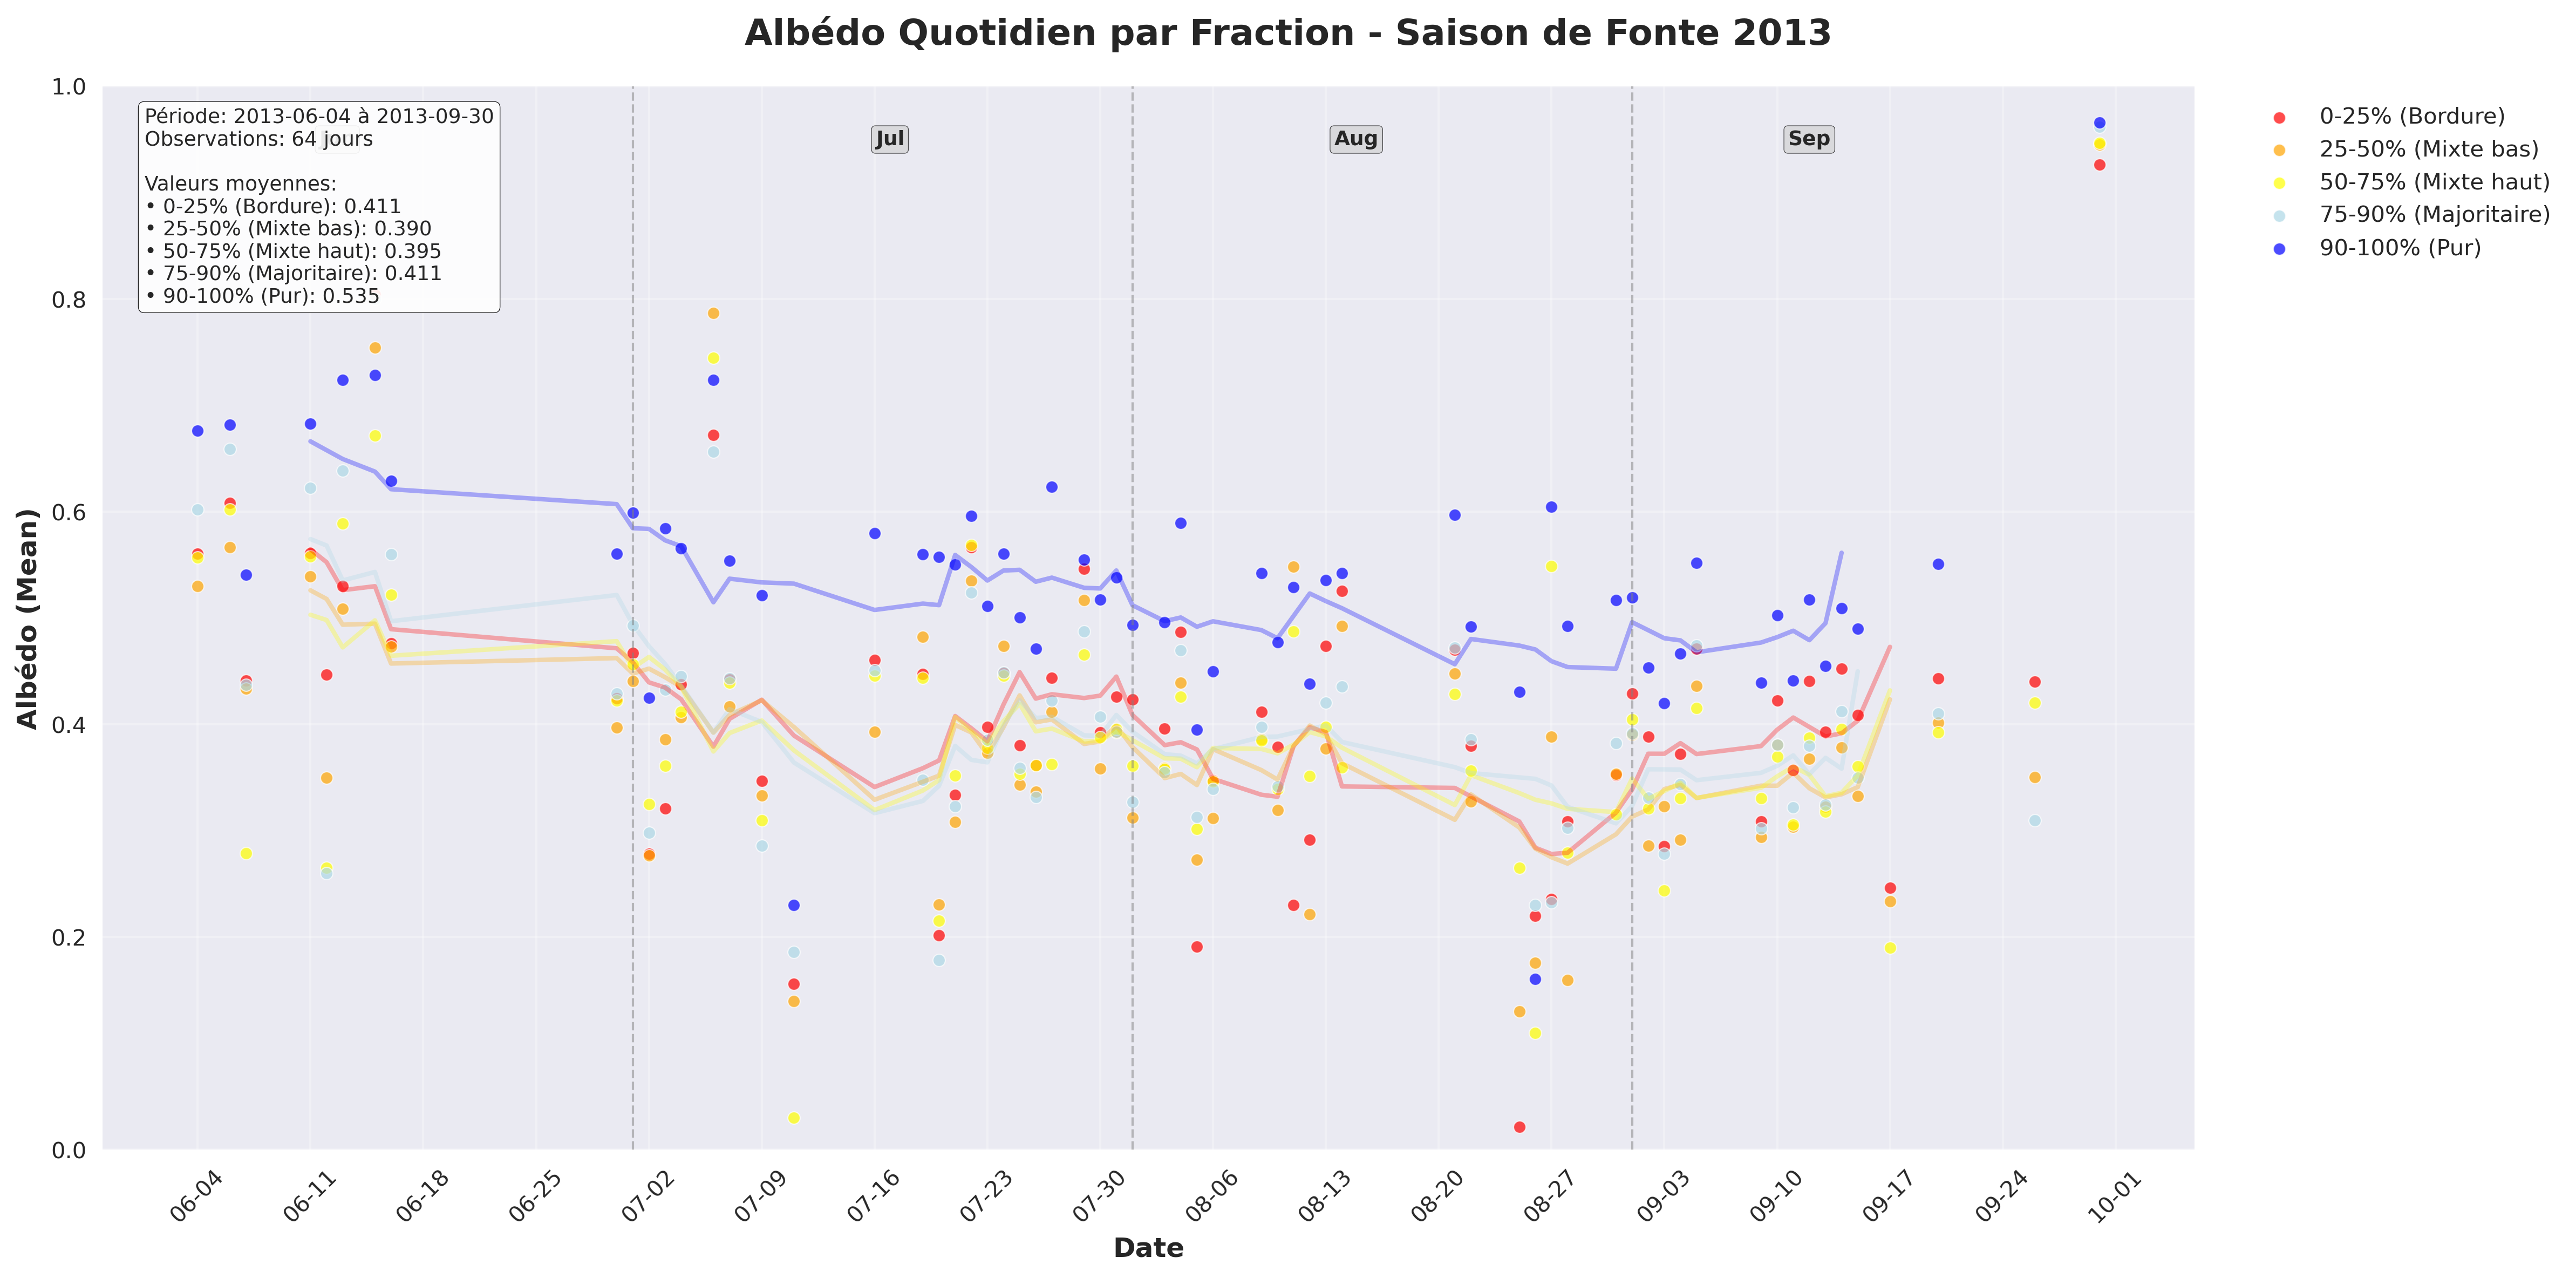 Albédo Quotidien par Fraction - Saison de Fonte 2013
1.0
0.8
0.6
0.4
0.2
0.0
Albédo (Mean)
Période: 2013-06-04 à 2013-09-30
Observations: 64 jours
Valeurs moyennes:
• 0-25% (Bordure): 0.411
• 25-50% (Mixte bas): 0.390
• 50-75% (Mixte haut): 0.395
• 75-90% (Majoritaire): 0.411
• 90-100% (Pur): 0.535
Jul
Aug
Sep
0-25% (Bordure)
25-50% (Mixte bas)
50-75% (Mixte haut)
75-90% (Majoritaire)
90-100% (Pur)
06-04
06-11
06-18
06-25
07-02
07-09
07-16
07-23
07-30
08-06
08-13
08-20
08-27
09-03
09-10
09-17
09-24
10-01
Date